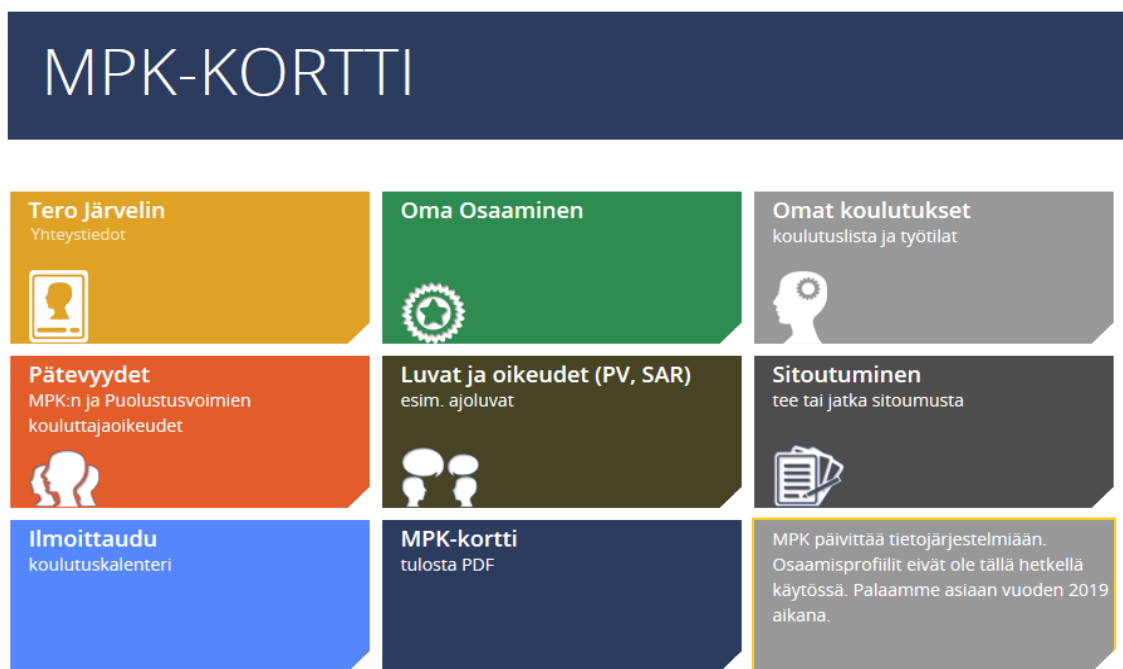 MPK-KORTTI
Tero Järvelin
Yhteystiedot
Oma Osaaminen
Omat koulutukset
koulutuslista ja työtilat
Pätevyydet
MPK:n ja Puolustusvoimien
kouluttajaoikeudet
Luvat ja oikeudet (PV, SAR)
esim. ajoluvat
Sitoutuminen
tee tai jatka sitoumusta
Ilmoittaudu
koulutuskalenteri
MPK-kortti
tulosta PDF
MPK päivittää tietojärjestelmiään.
Osaamisprofiilit eivät ole tällä hetkellä
käytössä. Palaamme asiaan vuoden 2019
aikana.